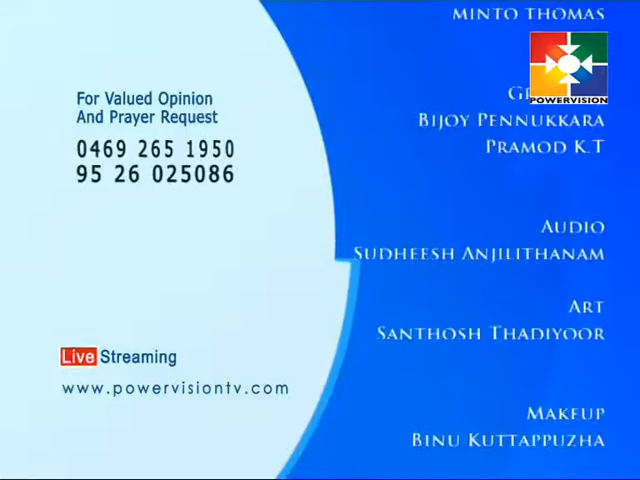 For Valued Opinion
And Prayer Request
0469 265 1950
95 26 025086
Live Streaming
www.powervisiontv.com
MINTO THOMAS
POWERVISION
BIJOY PENNUKKARA
PRAMOD K.T
AUDIO
SUDHEESH ANJILITHANAM
ART
SANTHOSH THADIYOOR
MAKEUP
BINU KUTTAPPUZHA